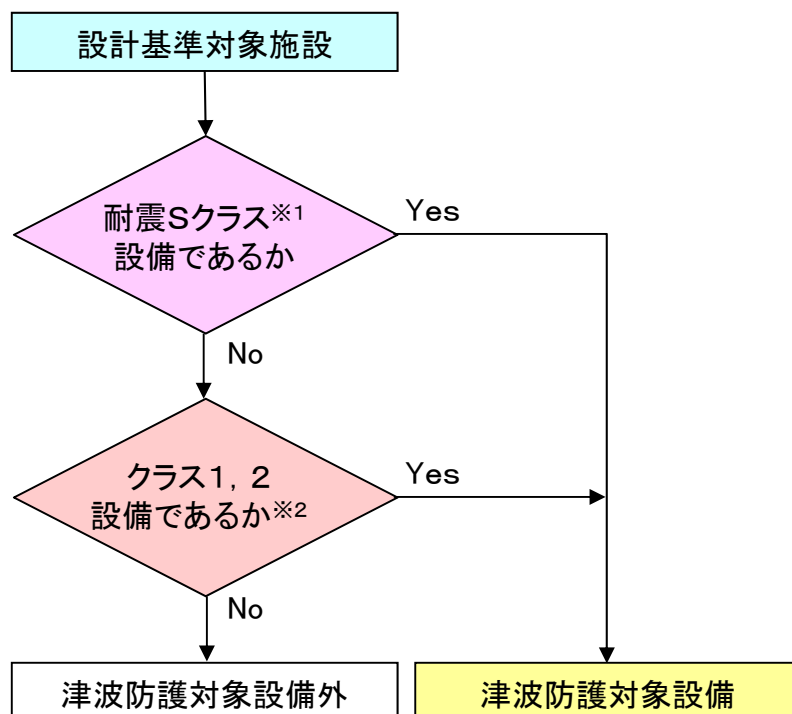 設計基準対象施設
耐震Sクラス※1
設備であるか
Yes
No
クラス1，2
設備であるか※2
Yes
No
津波防護対象設備外
津波防護対象設備